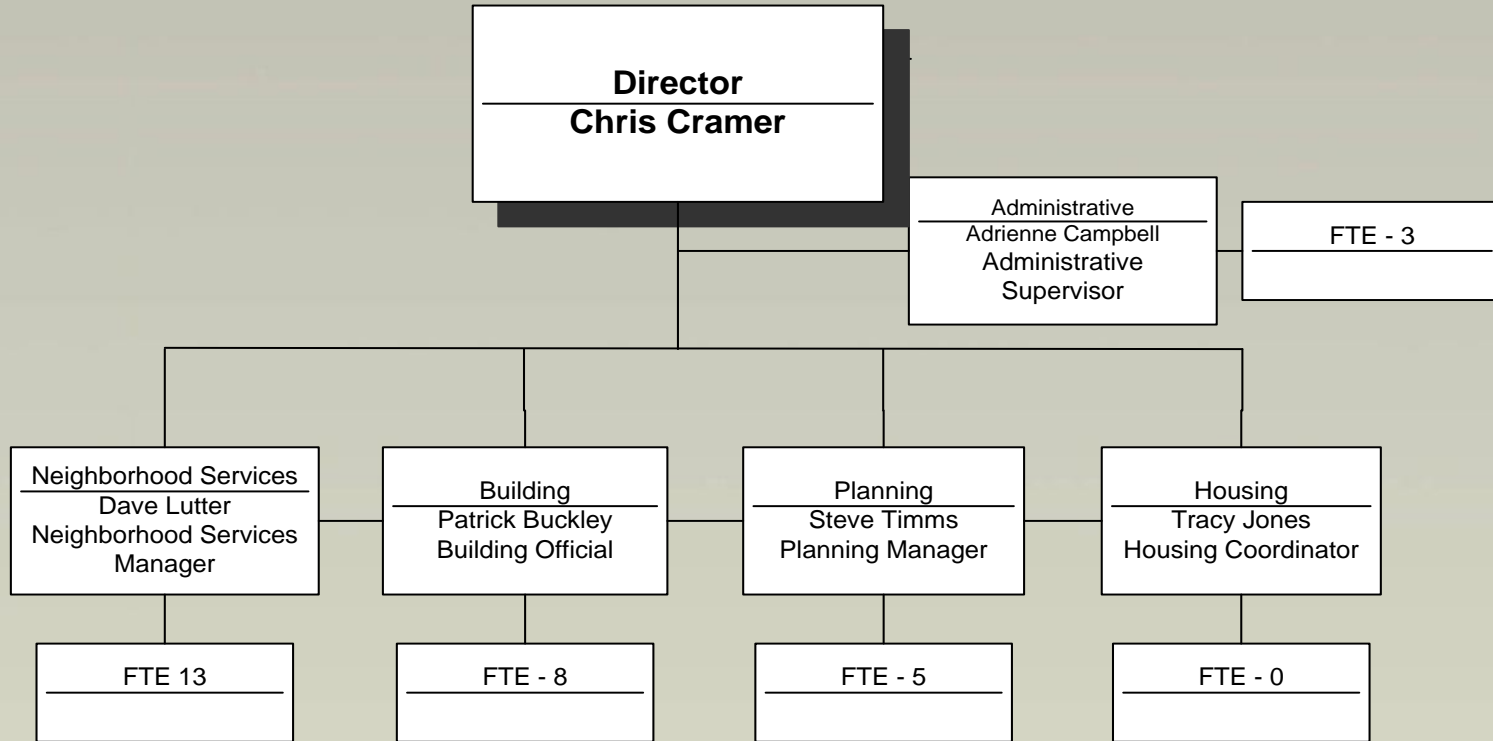 Director
Chris Cramer
Administrative
Adrienne Campbell
Administrative
Supervisor
FTE - 3
Neighborhood Services
Dave Lutter
Neighborhood Services
Manager
Building
Patrick Buckley
Building Official
Planning
Steve Timms
Planning Manager
Housing
Tracy Jones
Housing Coordinator
FTE 13
FTE - 8
FTE - 5
FTE - 0